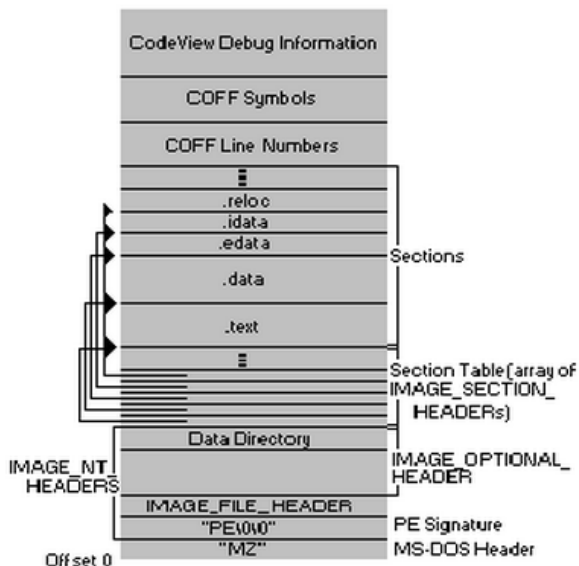 CodeView Debug Information
COFF Symbols
COFF Line Numbers
.reloc
.idata
.edata
.data
.text
Sections
Section Table (array of
IMAGE_SECTION_
HEADERs)
Data Directory
IMAGE_OPTIONAL_
HEADER
IMAGE_NT_
HEADERS
IMAGE_FILE_HEADER
"PE\0\0"
PE Signature
"MZ"
MS-DOS Header
Offset 0